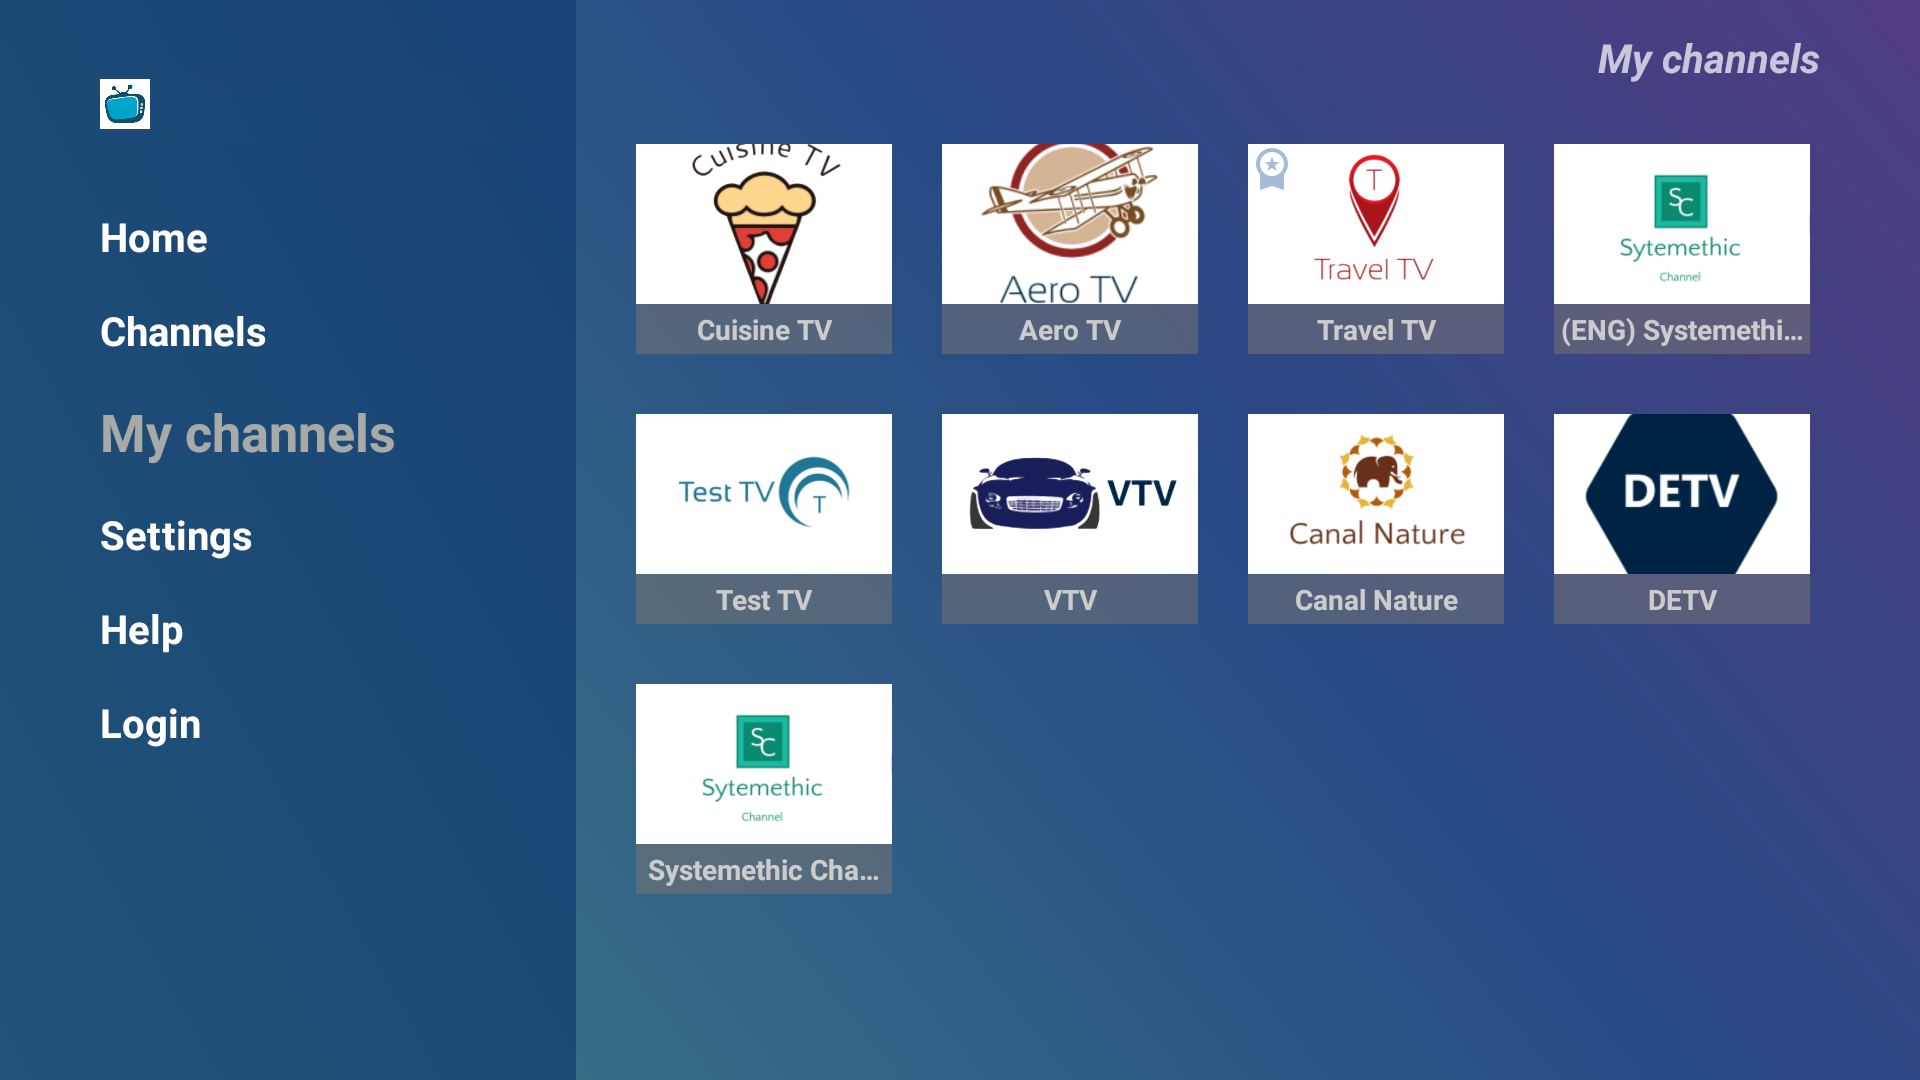 My channels
Home
Channels
My channels
Settings
Help
Login
Cuisine TV
Cuisine TV
Aero TV
Aero TV
T
Travel TV
Travel TV
SC
Sytemethic
Channel
(ENG) Systemethi...
Test TV
T
Test TV
VTV
VTV
Canal Nature
Canal Nature
DETV
DETV
SC
Sytemethic
Channel
Systemethic Cha...